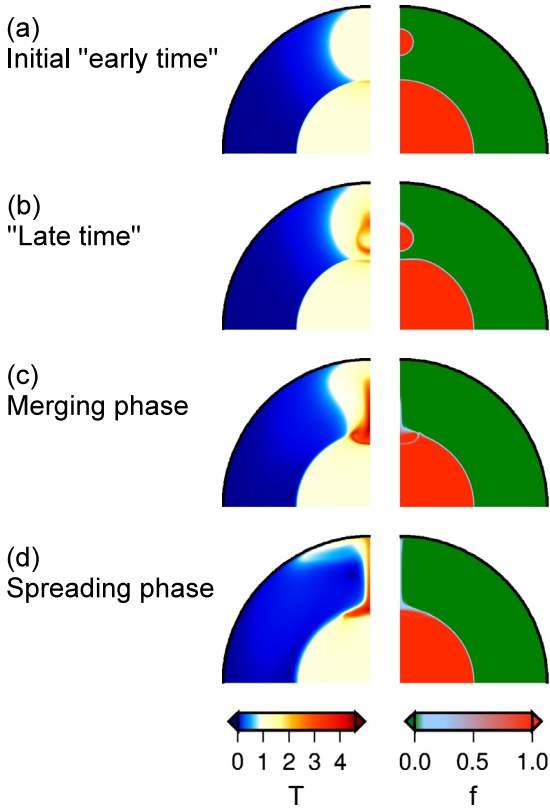 (a)
Initial "early time"
(b)
"Late time"
(c)
Merging phase
(d)
Spreading phase
0 1 2 3 4
T
0.0 0.5 1.0
f